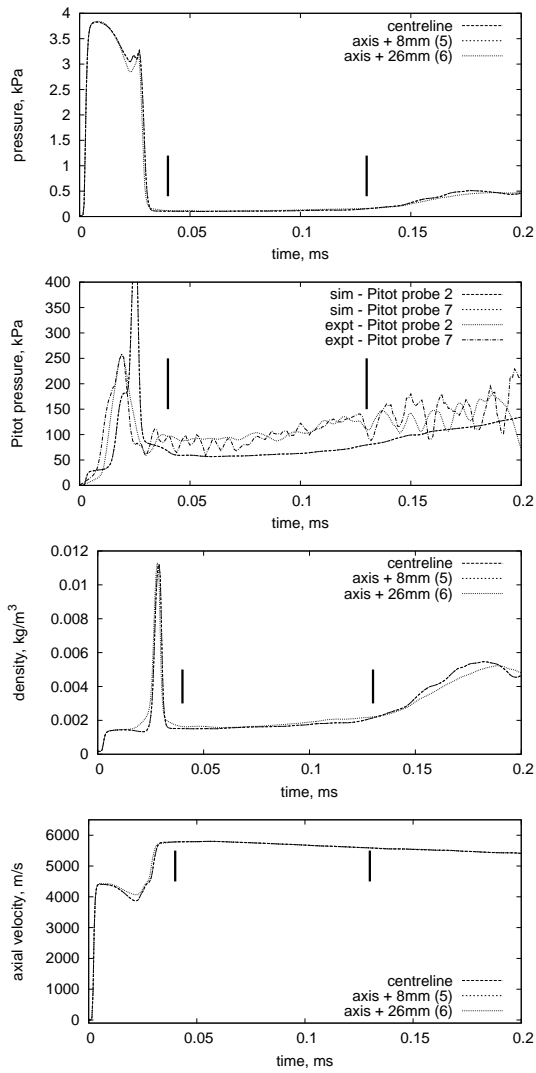 pressure, kPa
4
3.5
3
2.5
2
1.5
1
0.5
0
0
0.05
0.1
0.15
0.2
time, ms
centreline
axis + 8mm (5)
axis + 26mm (6)
Pitot pressure, kPa
400
350
300
250
200
150
100
50
0
0
0.05
0.1
0.15
0.2
time, ms
sim - Pitot probe 2
sim - Pitot probe 7
expt - Pitot probe 2
expt - Pitot probe 7
density, kg/m³
0.012
0.01
0.008
0.006
0.004
0.002
0
0
0.05
0.1
0.15
0.2
time, ms
centreline
axis + 8mm (5)
axis + 26mm (6)
axial velocity, m/s
6000
5000
4000
3000
2000
1000
0
0
0.05
0.1
0.15
0.2
time, ms
centreline
axis + 8mm (5)
axis + 26mm (6)